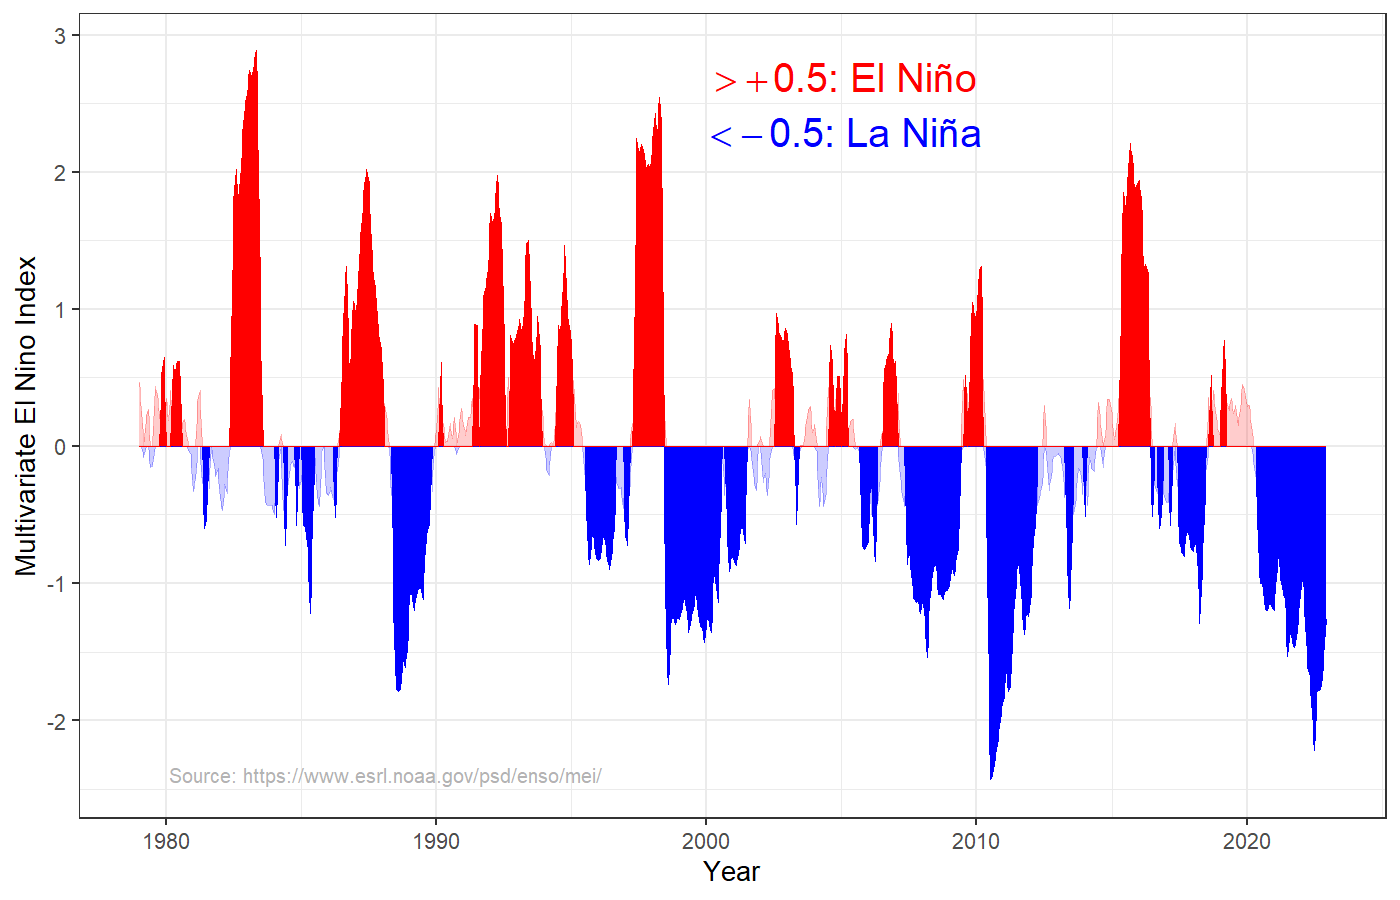 3
>+0.5: El Niño
<−0.5: La Niña
2
1
0
-1
-2
Multivariate El Nino Index
Source: https://www.esrl.noaa.gov/psd/enso/mei/
1980 1990 2000 2010 2020
Year